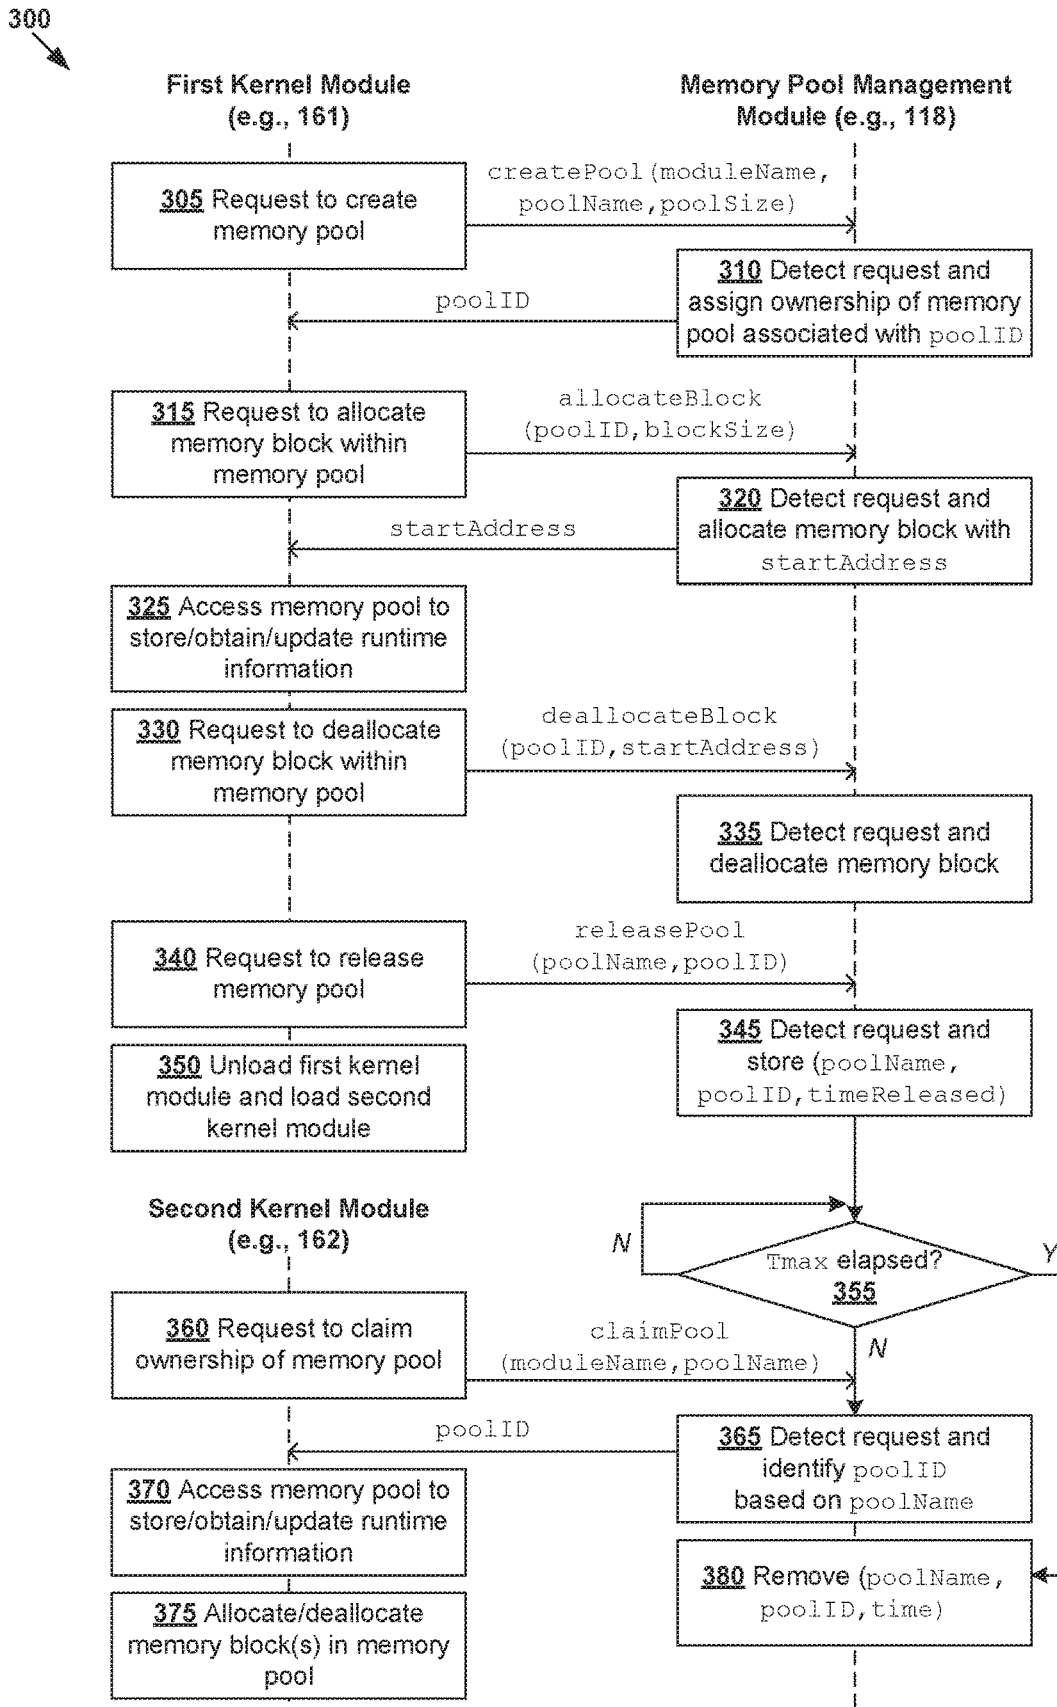 300
First Kernel Module
(e.g., 161)
Memory Pool Management
Module (e.g., 118)
305 Request to create
memory pool
createPool(moduleName,
poolName,poolSize)
310 Detect request and
assign ownership of memory
pool associated with poolID
poolID
315 Request to allocate
memory block within
memory pool
allocateBlock
(poolID,blockSize)
320 Detect request and
allocate memory block with
startAddress
startAddress
325 Access memory pool to
store/obtain/update runtime
information
330 Request to deallocate
memory block within
memory pool
deallocateBlock
(poolID,startAddress)
335 Detect request and
deallocate memory block
340 Request to release
memory pool
releasePool
(poolName,poolID)
345 Detect request and
store (poolName,
poolID,timeReleased)
350 Unload first kernel
module and load second
kernel module
Second Kernel Module
(e.g., 162)
N
Tmax elapsed?
355
Y
N
360 Request to claim
ownership of memory pool
claimPool
(moduleName,poolName)
365 Detect request and
identify poolID
based on poolName
poolID
370 Access memory pool to
store/obtain/update runtime
information
380 Remove (poolName,
poolID,time)
375 Allocate/deallocate
memory block(s) in memory
pool